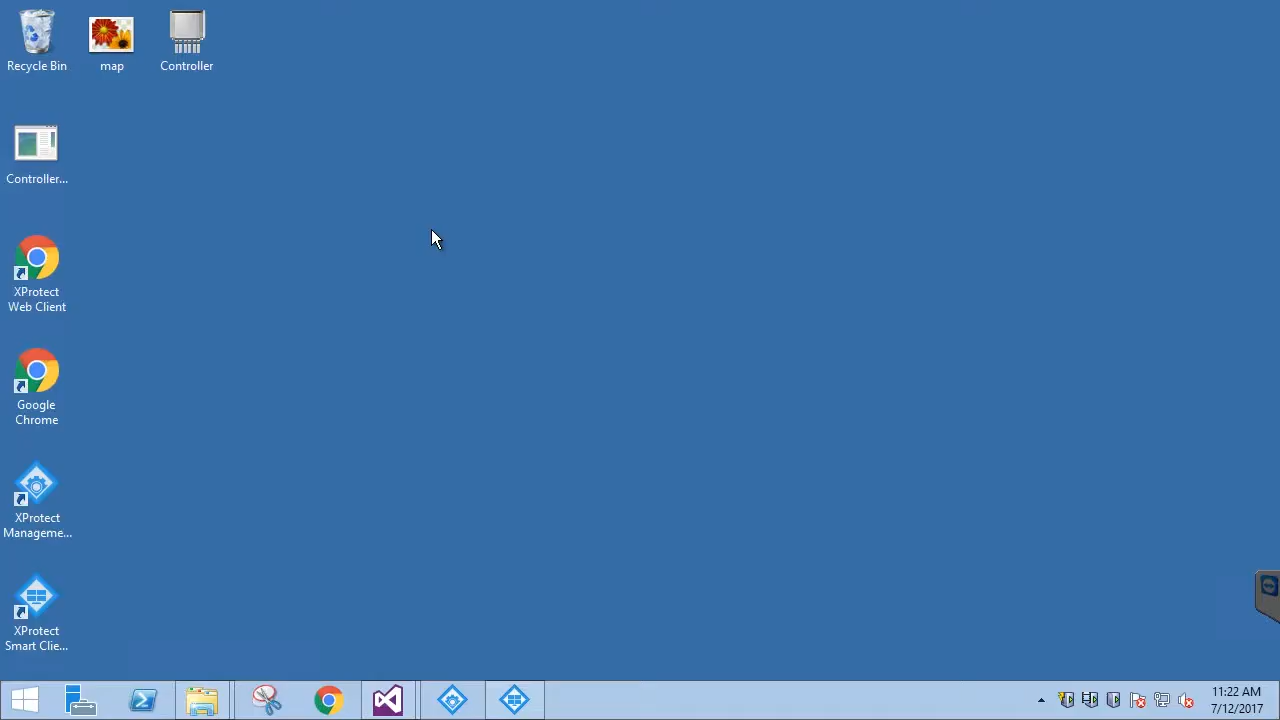 Recycle Bin
map
Controller
Controller...
XProtect
Web Client
Google
Chrome
XProtect
Manageme...
XProtect
Smart Clie...
11:22 AM
7/12/2017